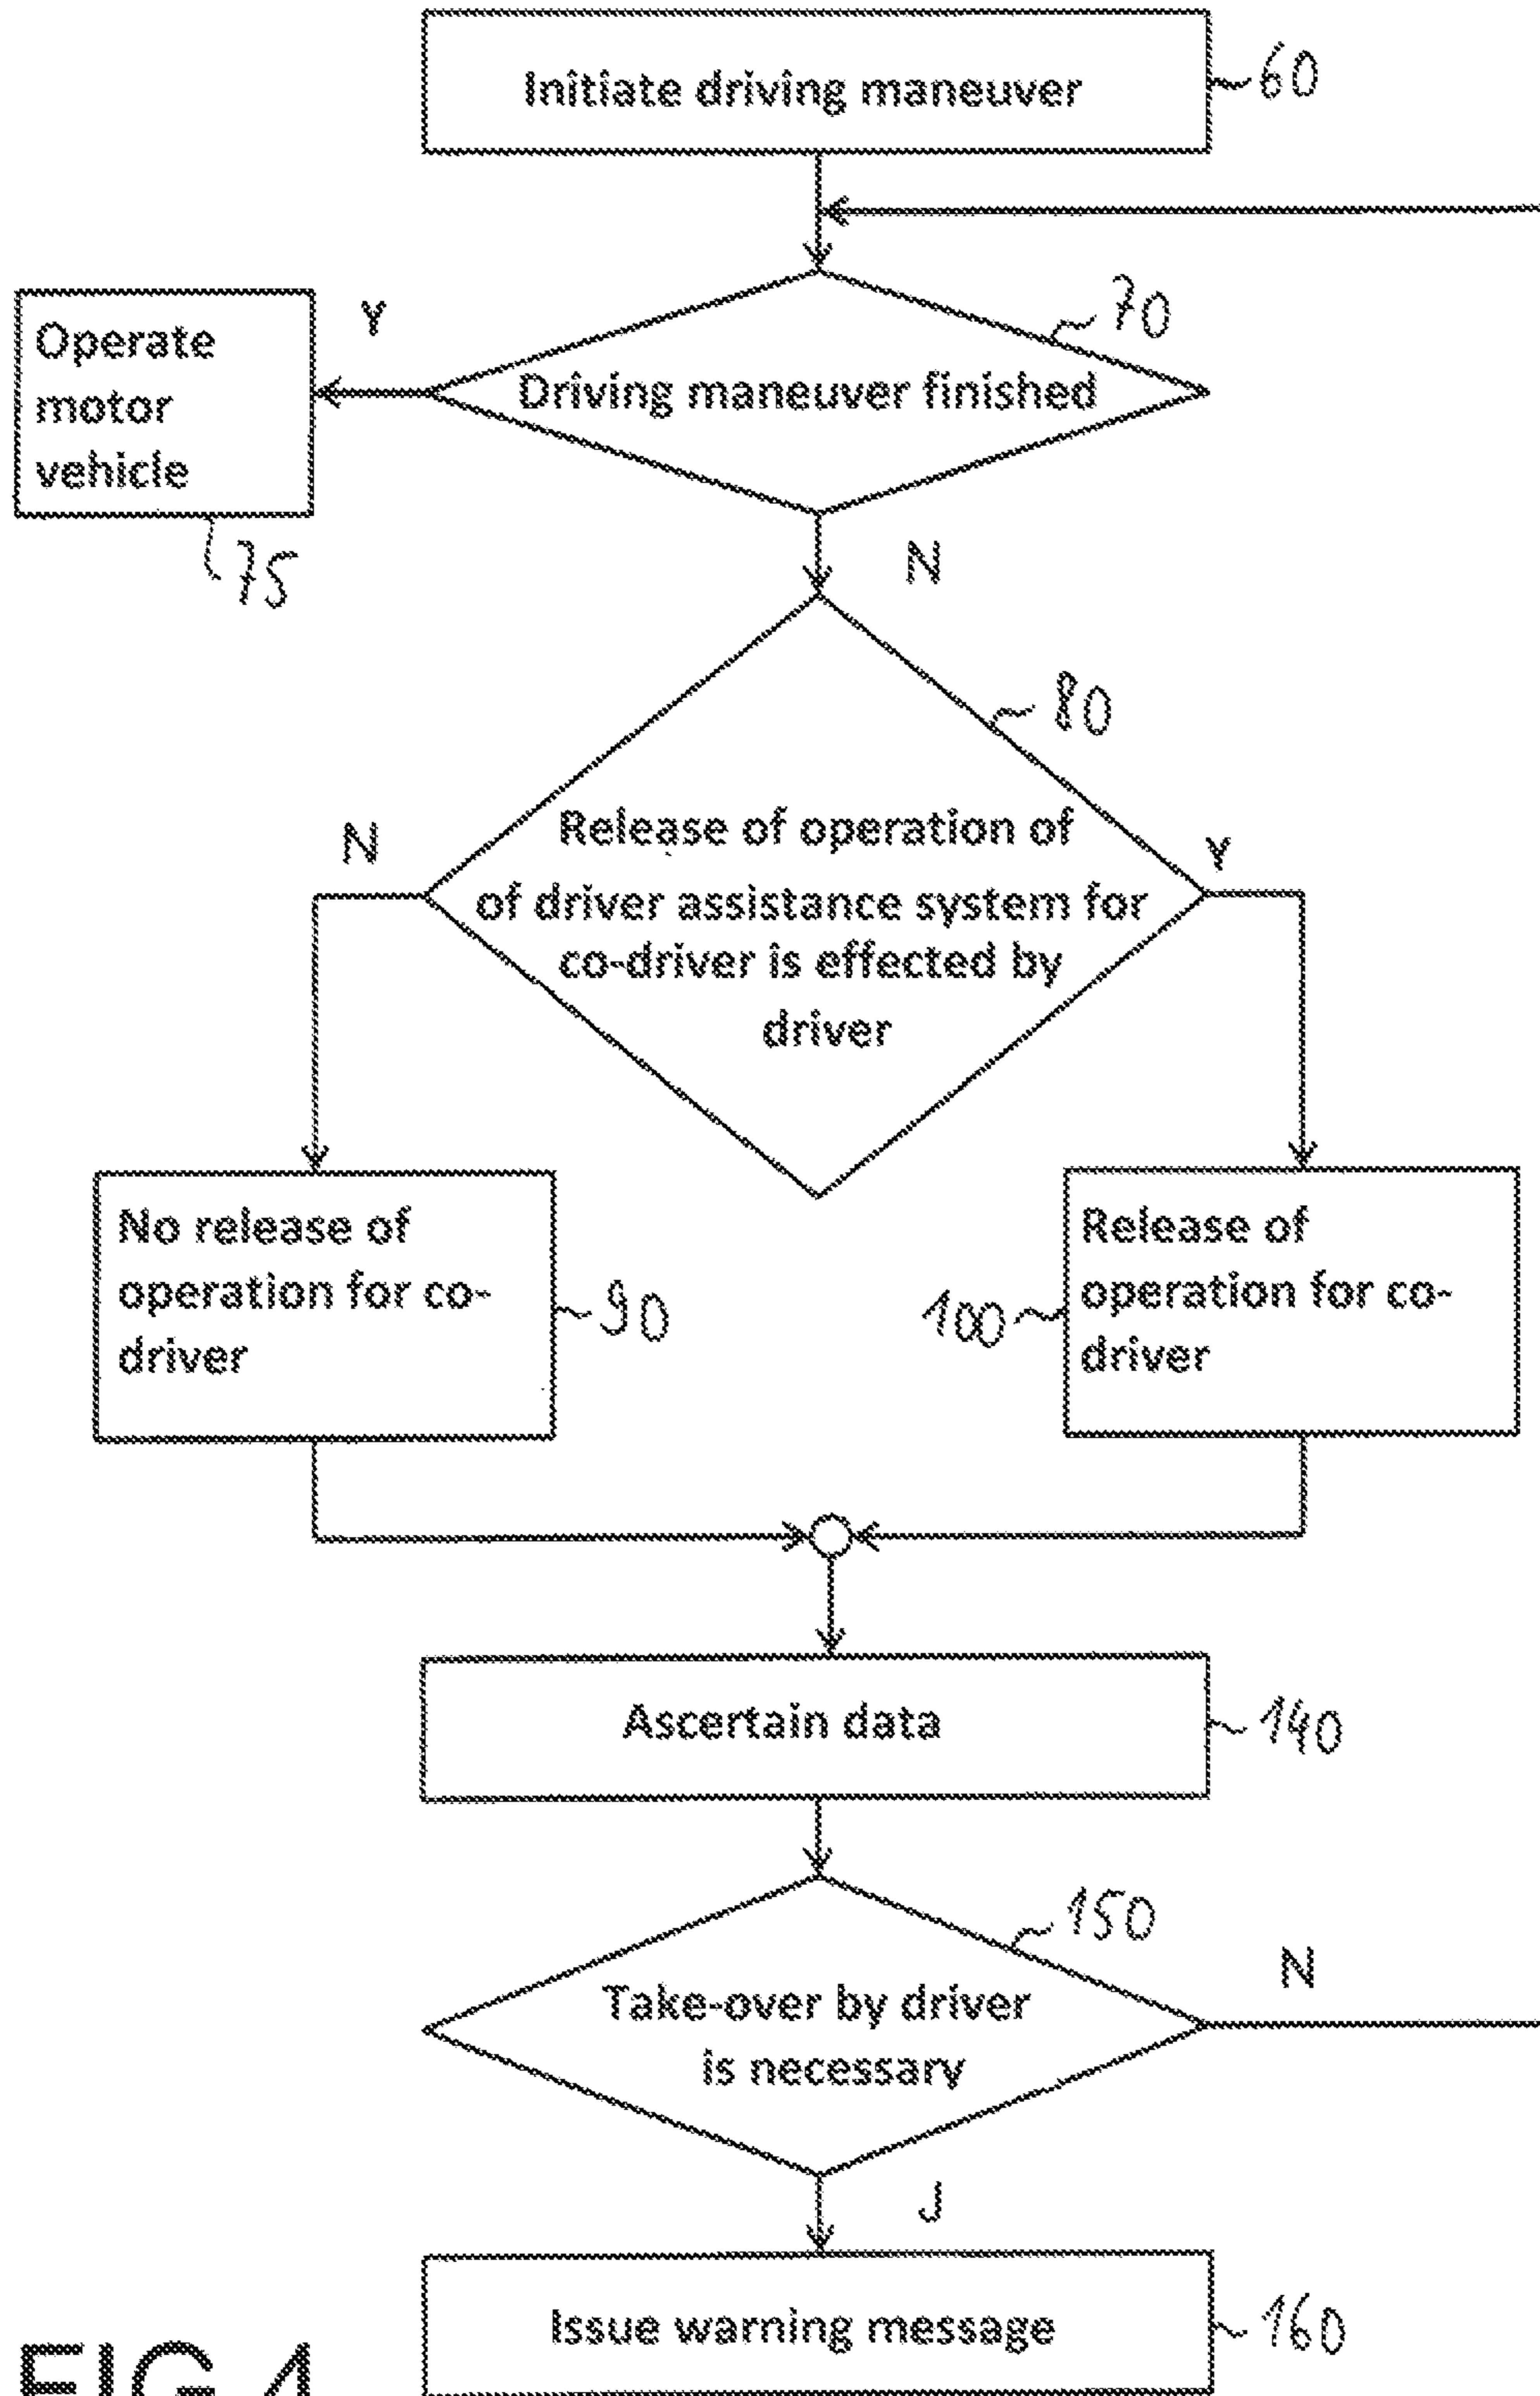 Initiate driving maneuver
60
70
Y
Operate
motor
vehicle
Driving maneuver finished
75
N
80
N
Release of operation of
Y
of driver assistance system for
co-driver is effected by
driver
No release of
operation for co-
driver
90
100
Release of
operation for co-
driver
Ascertain data
140
150
N
Take-over by driver
is necessary
J
Issue warning message
160